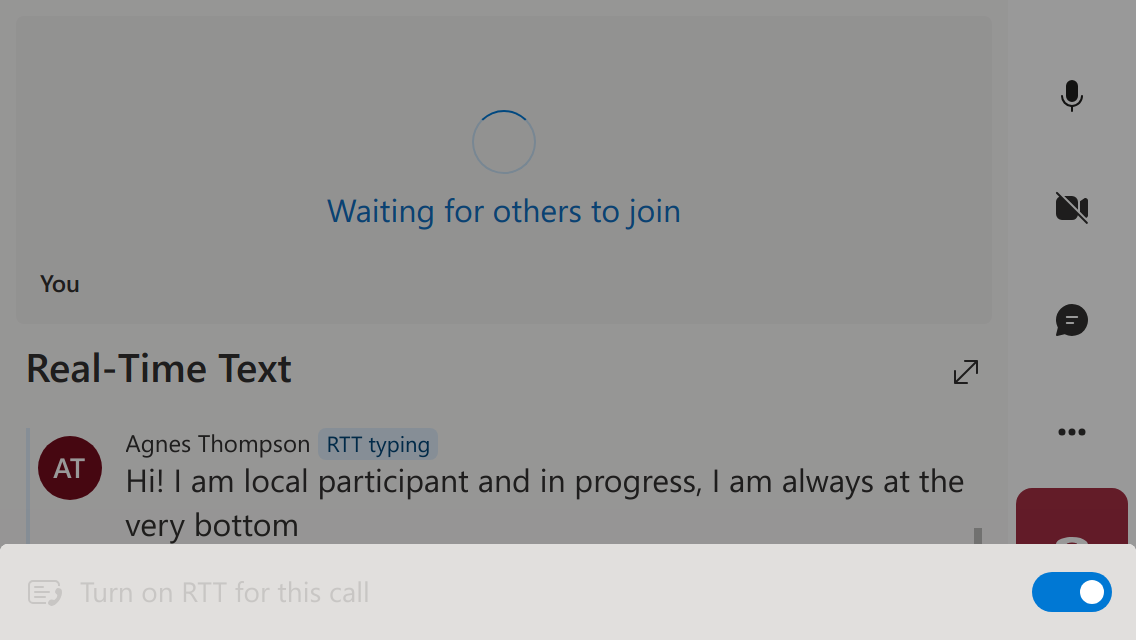 Waiting for others to join
You
Real-Time Text
AT
Agnes Thompson RTT typing
Hi! I am local participant and in progress, I am always at the
very bottom
Turn on RTT for this call